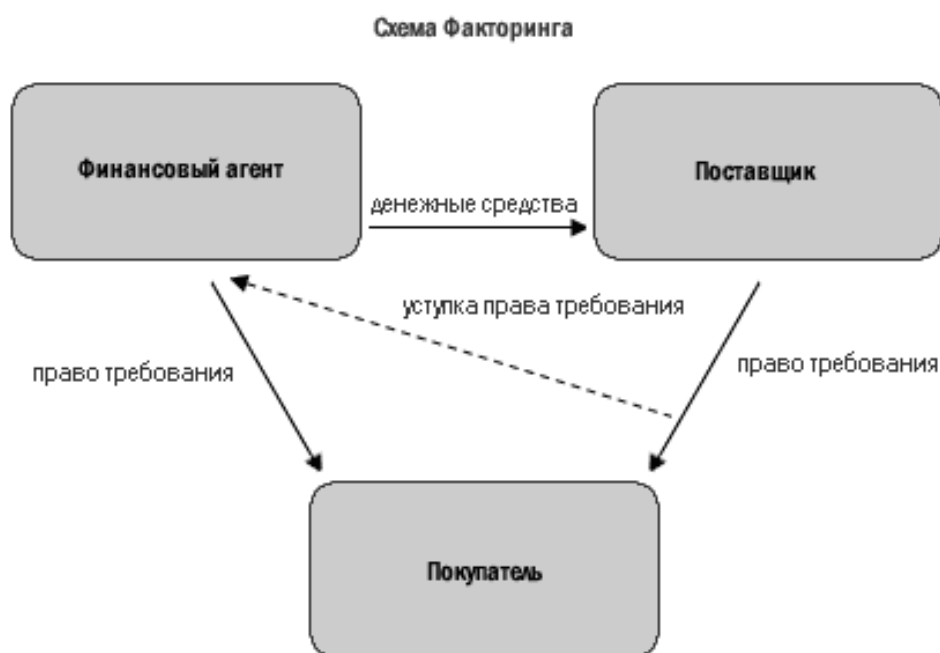 Схема Факторинга
Финансовый агент
Поставщик
денежные средства
уступка права требования
право требования
право требования
Покупатель